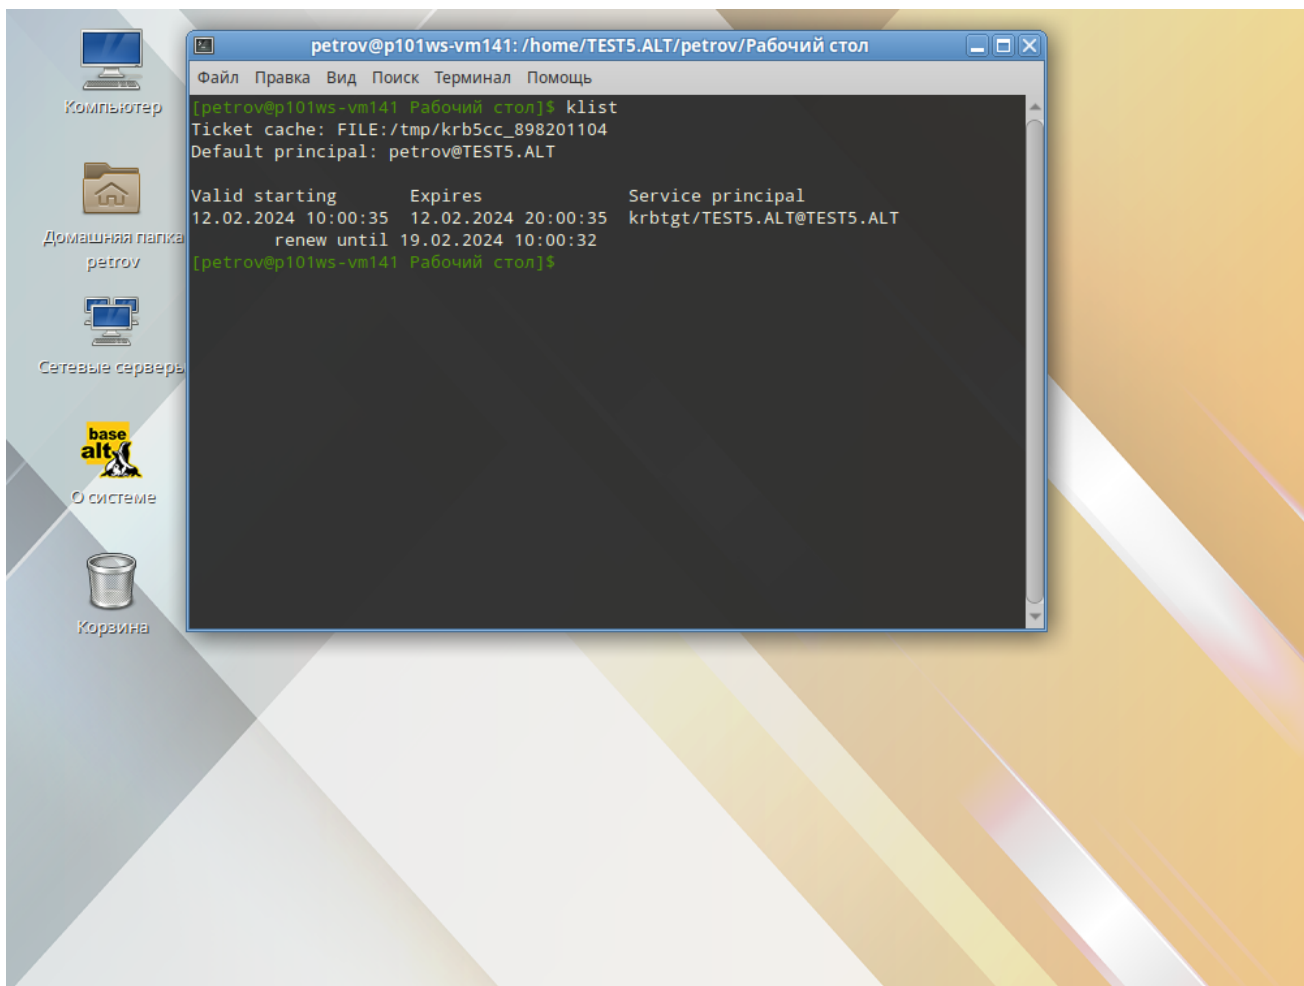 petrov@p101ws-vm141: /home/TEST5.ALT/petrov/Рабочий стол
Файл Правка Вид Поиск Терминал Помощь
[petrov@p101ws-vm141 Рабочий стол]$ klist
Ticket cache: FILE:/tmp/krb5cc_898201104
Default principal: petrov@TEST5.ALT
Valid starting Expires Service principal
12.02.2024 10:00:35 12.02.2024 20:00:35 krbtgt/TEST5.ALT@TEST5.ALT
renew until 19.02.2024 10:00:32
[petrov@p101ws-vm141 Рабочий стол]$
Компьютер
Домашняя папка
petrov
Сетевые серверы
base
alt
О системе
Корзина